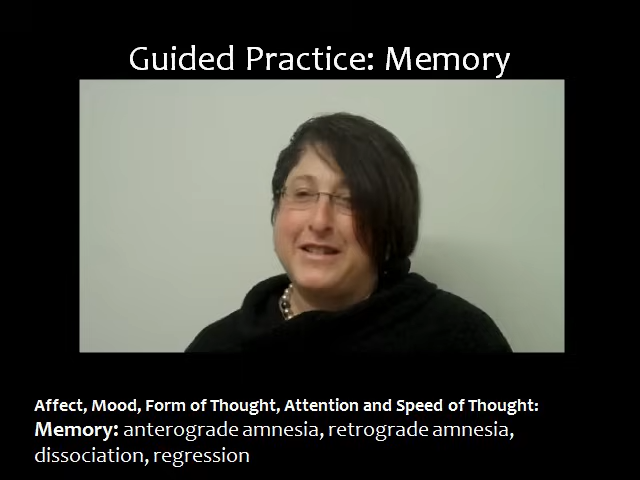 Guided Practice: Memory
Affect, Mood, Form of Thought, Attention and Speed of Thought:
Memory: anterograde amnesia, retrograde amnesia,
dissociation, regression